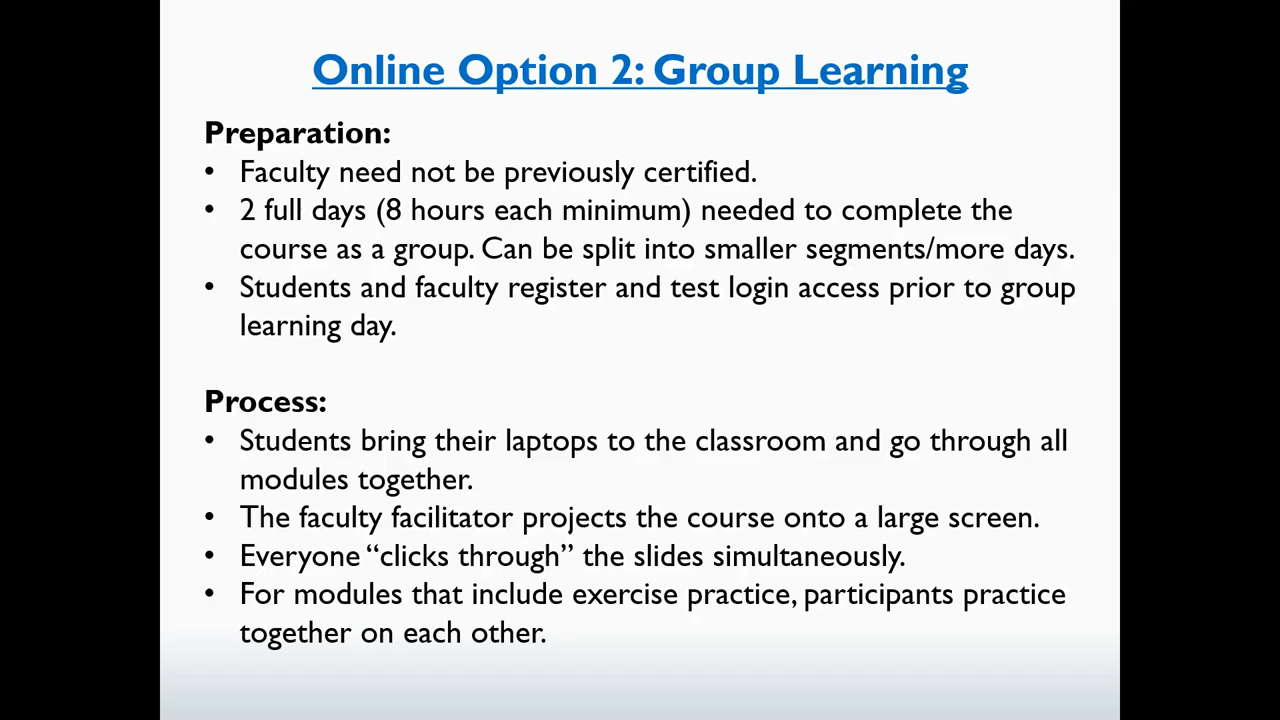 Online Option 2: Group Learning
Preparation:
• Faculty need not be previously certified.
• 2 full days (8 hours each minimum) needed to complete the
course as a group. Can be split into smaller segments/more days.
• Students and faculty register and test login access prior to group
learning day.
Process:
• Students bring their laptops to the classroom and go through all
modules together.
• The faculty facilitator projects the course onto a large screen.
• Everyone “clicks through” the slides simultaneously.
• For modules that include exercise practice, participants practice
together on each other.